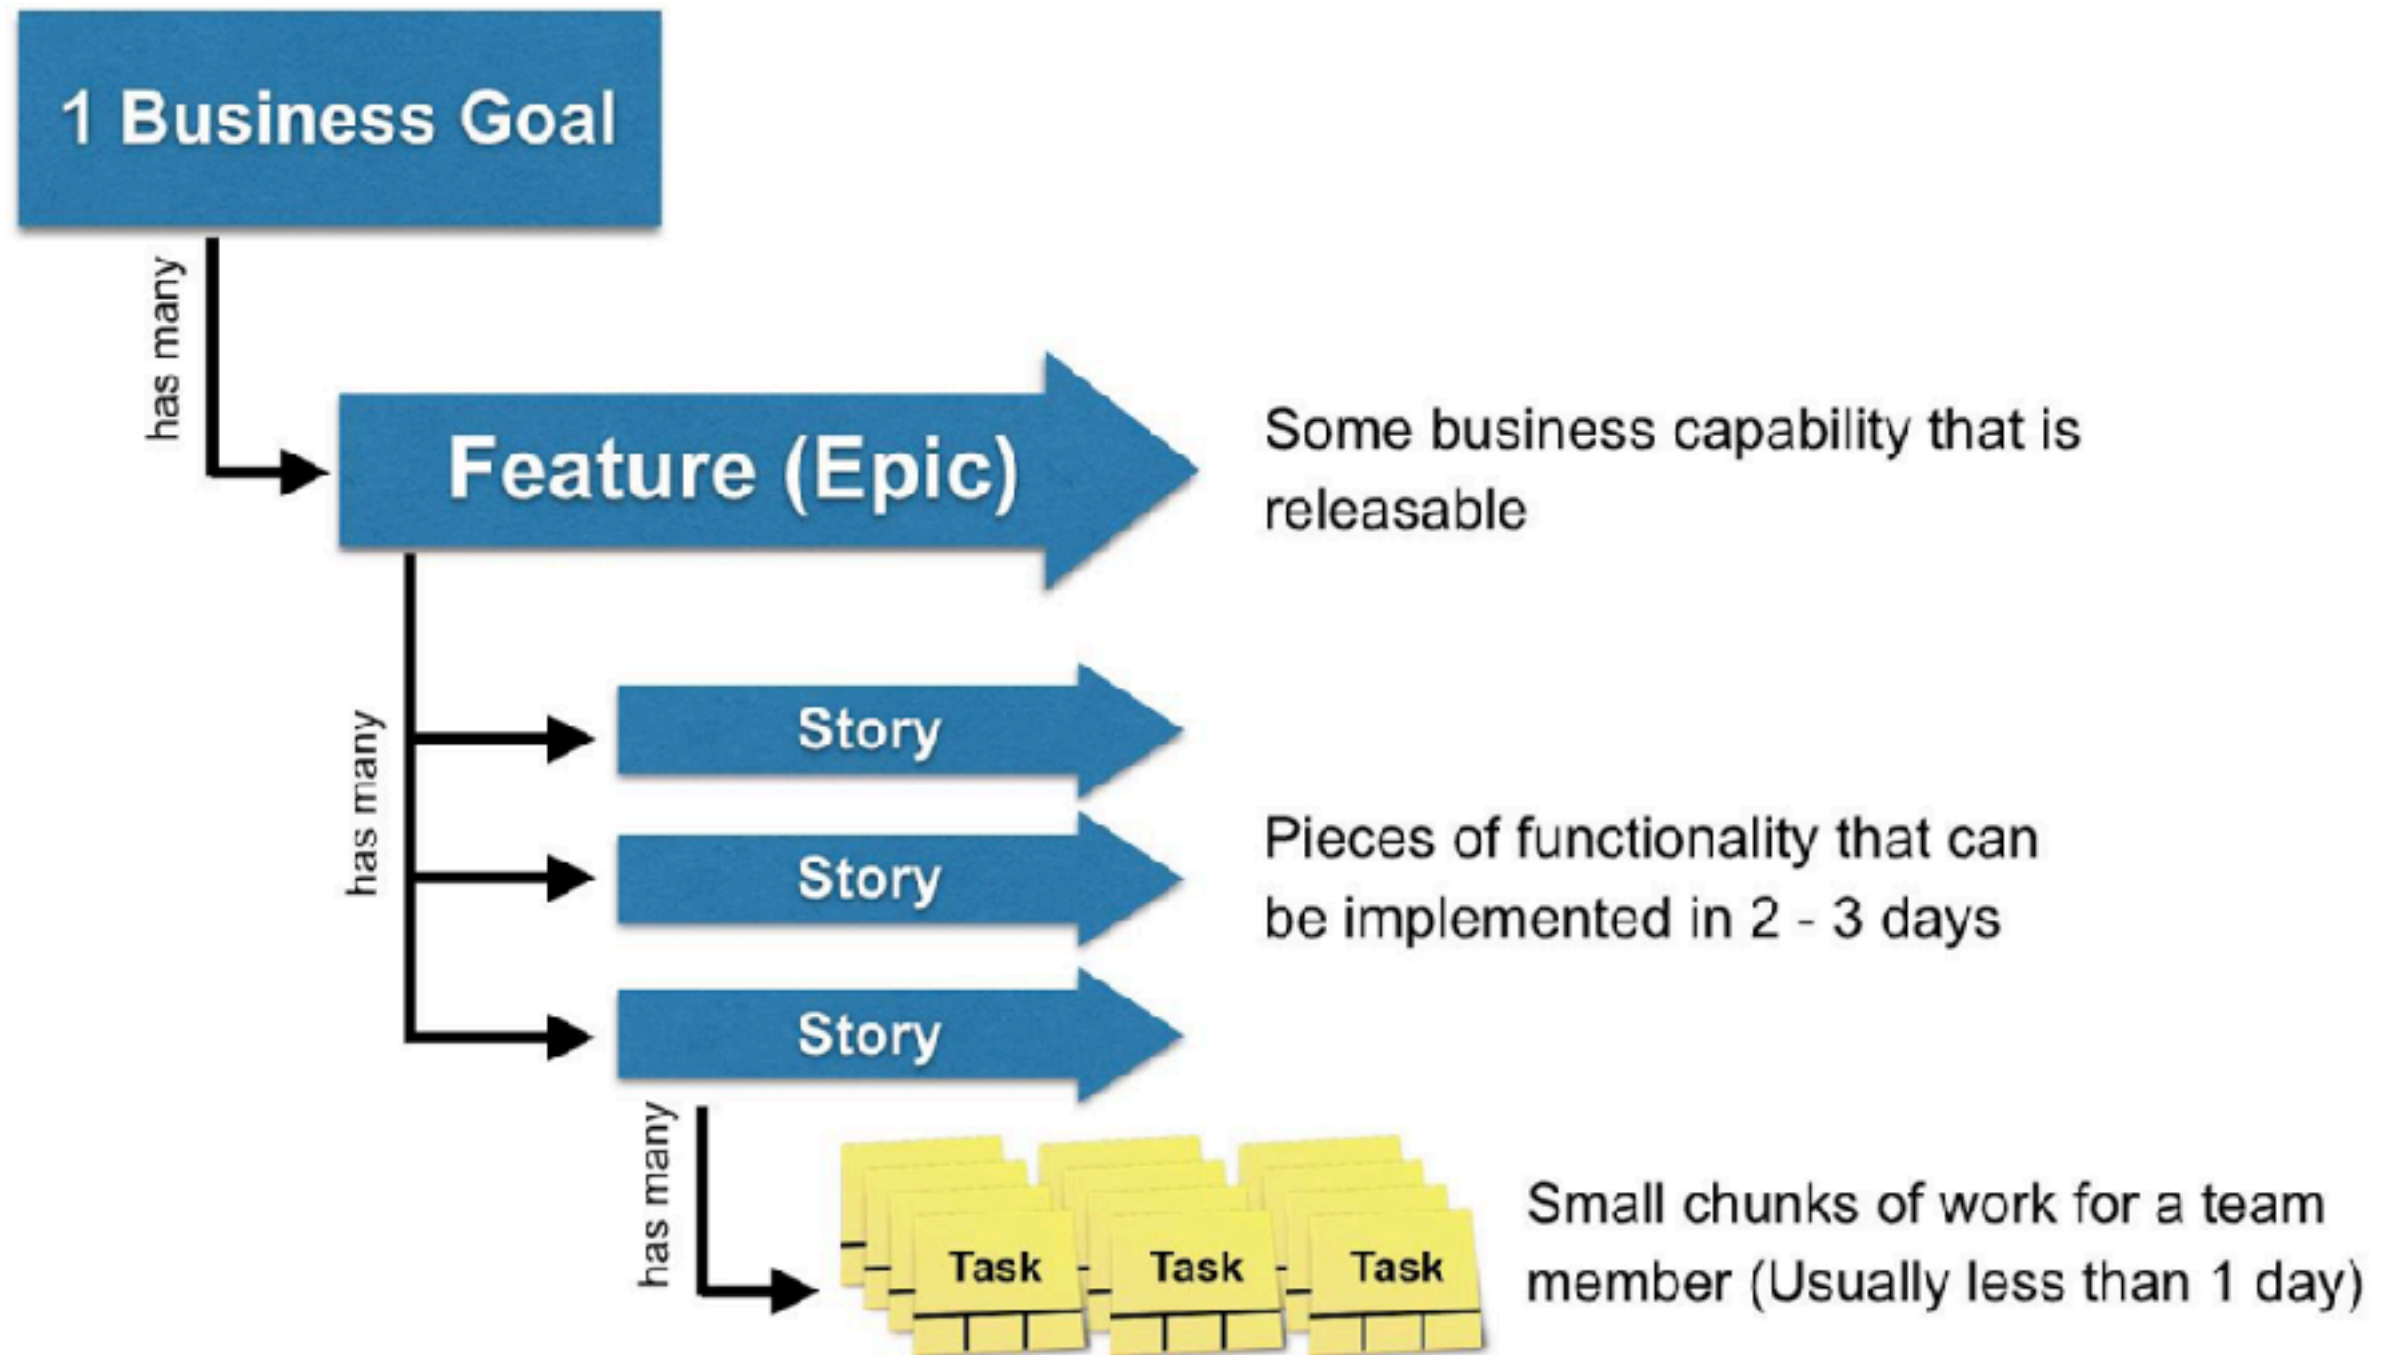 1 Business Goal
has many
Feature (Epic)
Some business capability that is
releasable
has many
Story
Story
Story
Pieces of functionality that can
be implemented in 2 - 3 days
has many
Task
Task
Task
Small chunks of work for a team
member (Usually less than 1 day)